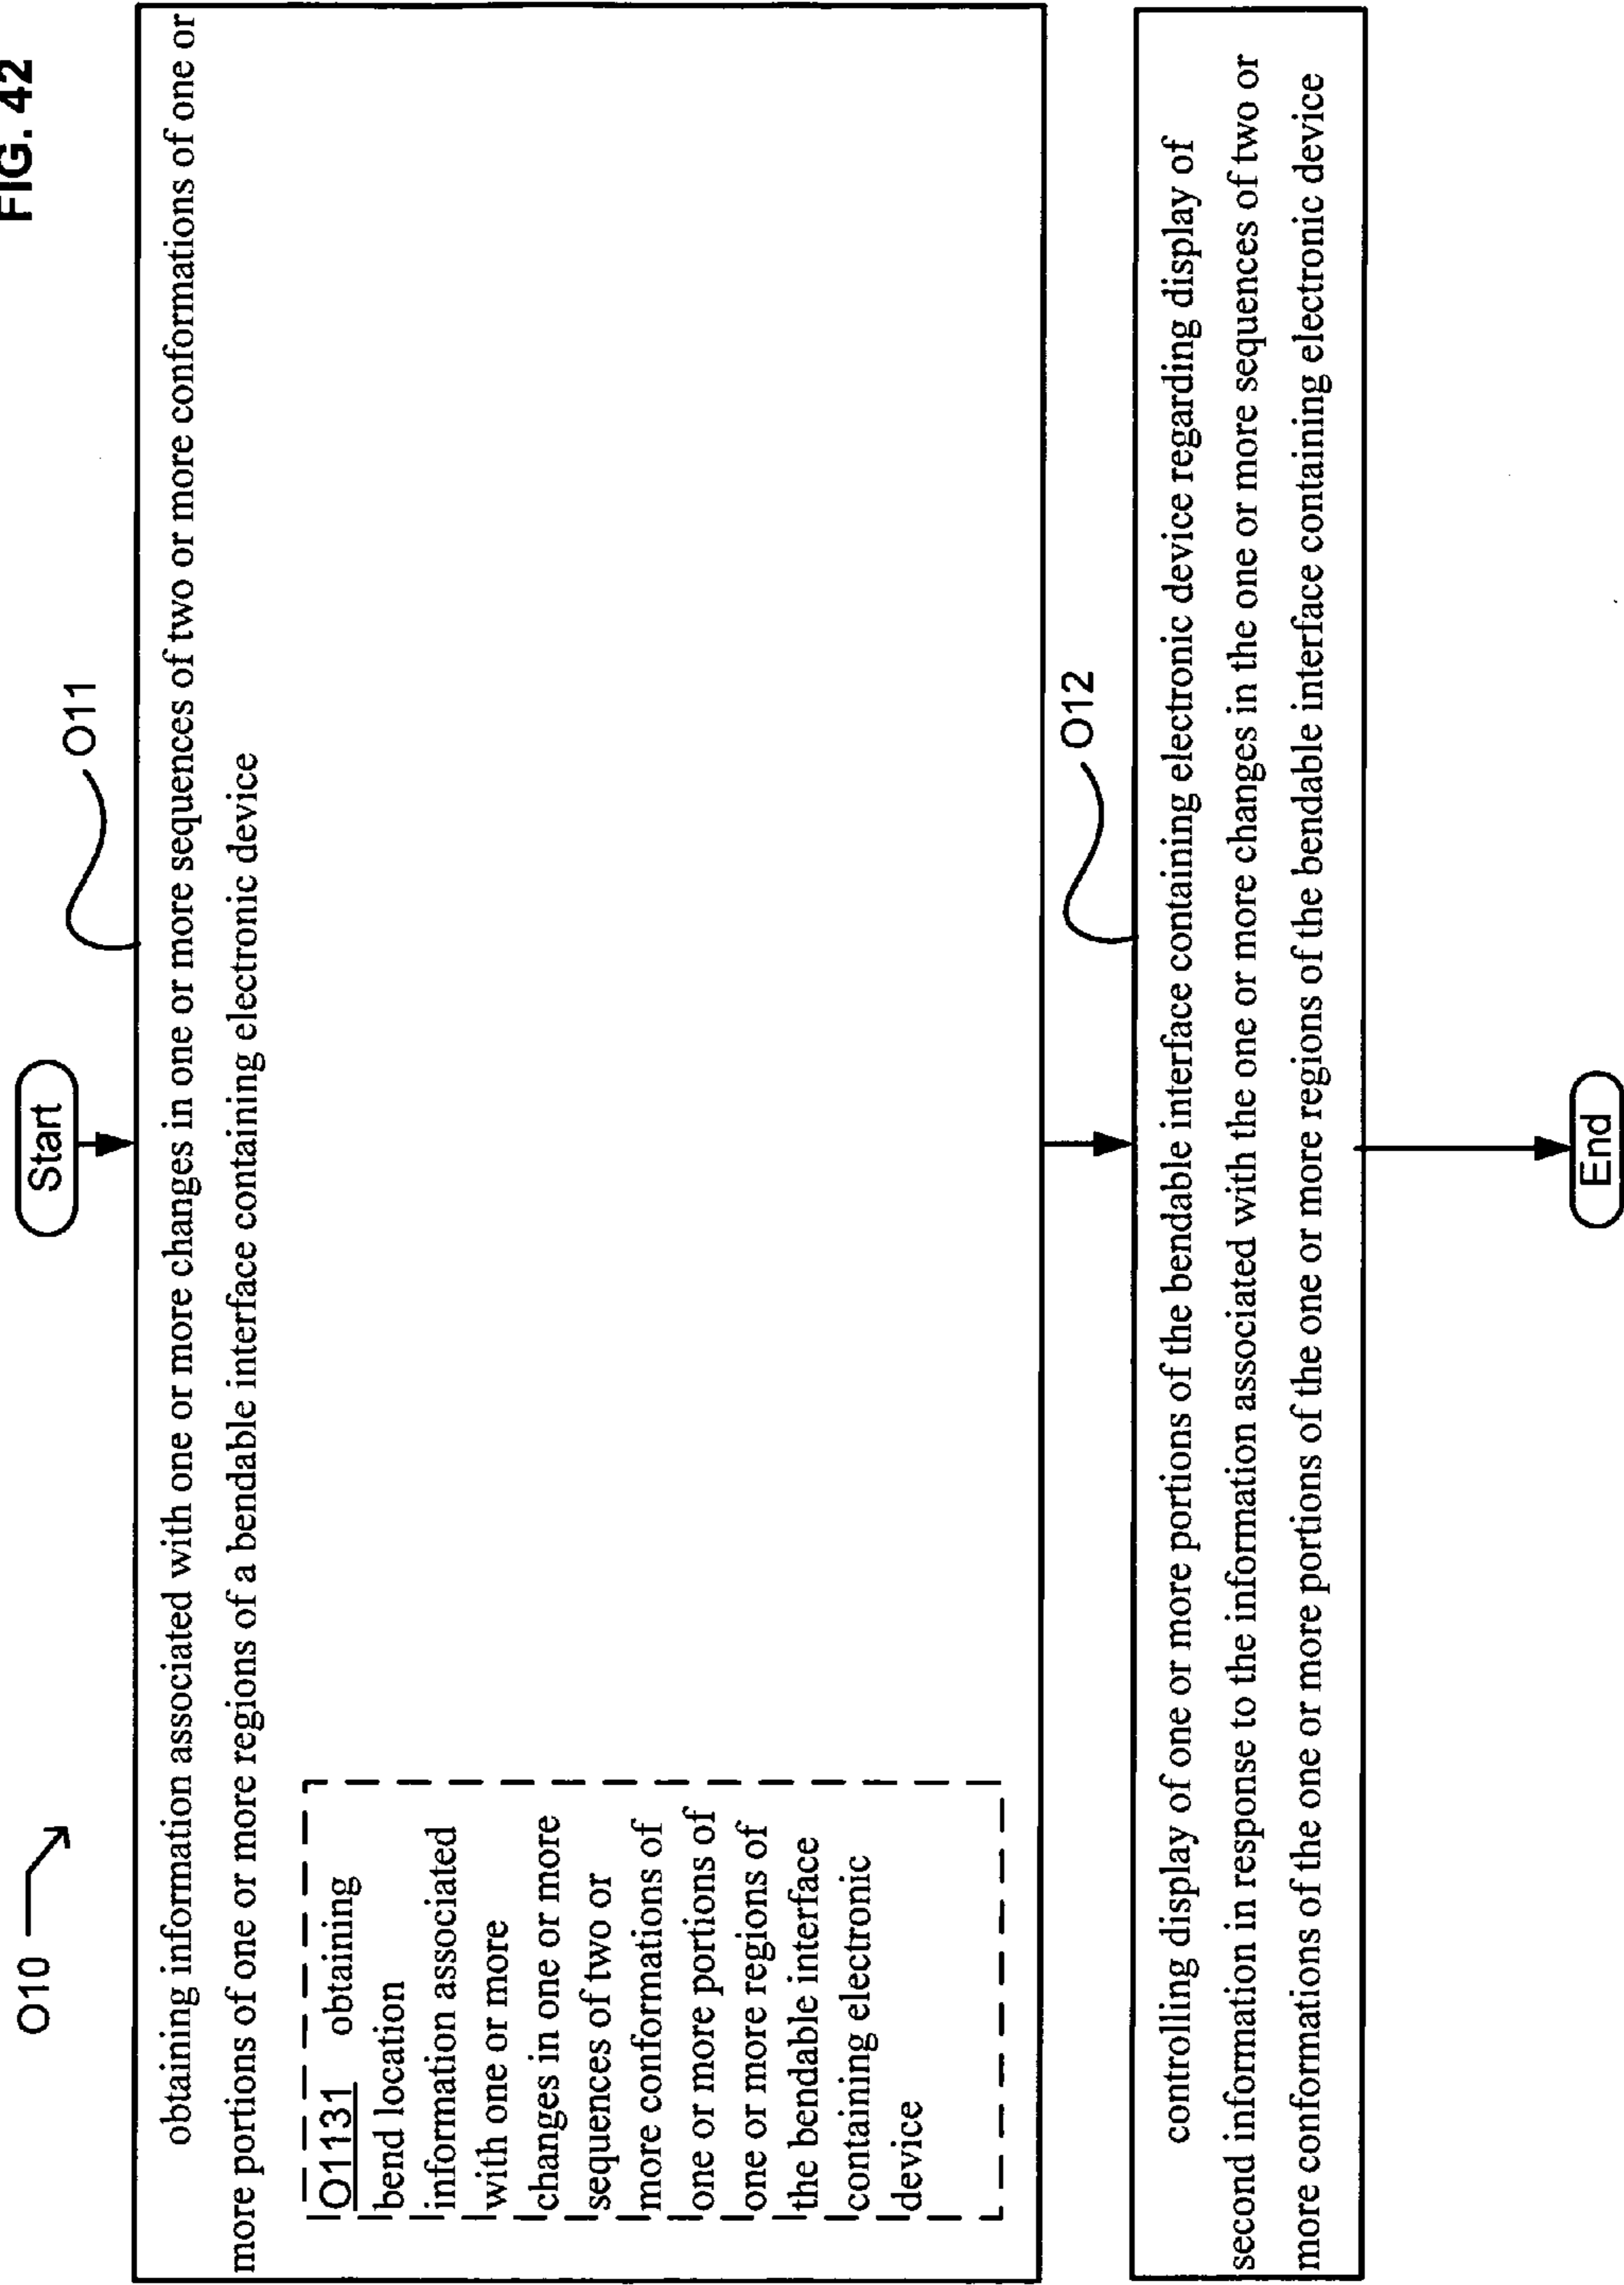 FIG. 42
O10
Start
O11
obtaining information associated with one or more changes in one or more sequences of two or more conformations of one or
more portions of one or more regions of a bendable interface containing electronic device
O1131 obtaining
bend location
information associated
with one or more
changes in one or more
sequences of two or
more conformations of
one or more portions of
one or more regions of
the bendable interface
containing electronic
device
O12
controlling display of one or more portions of the bendable interface containing electronic device regarding display of
second information in response to the information associated with the one or more changes in the one or more sequences of two or
more conformations of the one or more portions of the one or more regions of the bendable interface containing electronic device
End